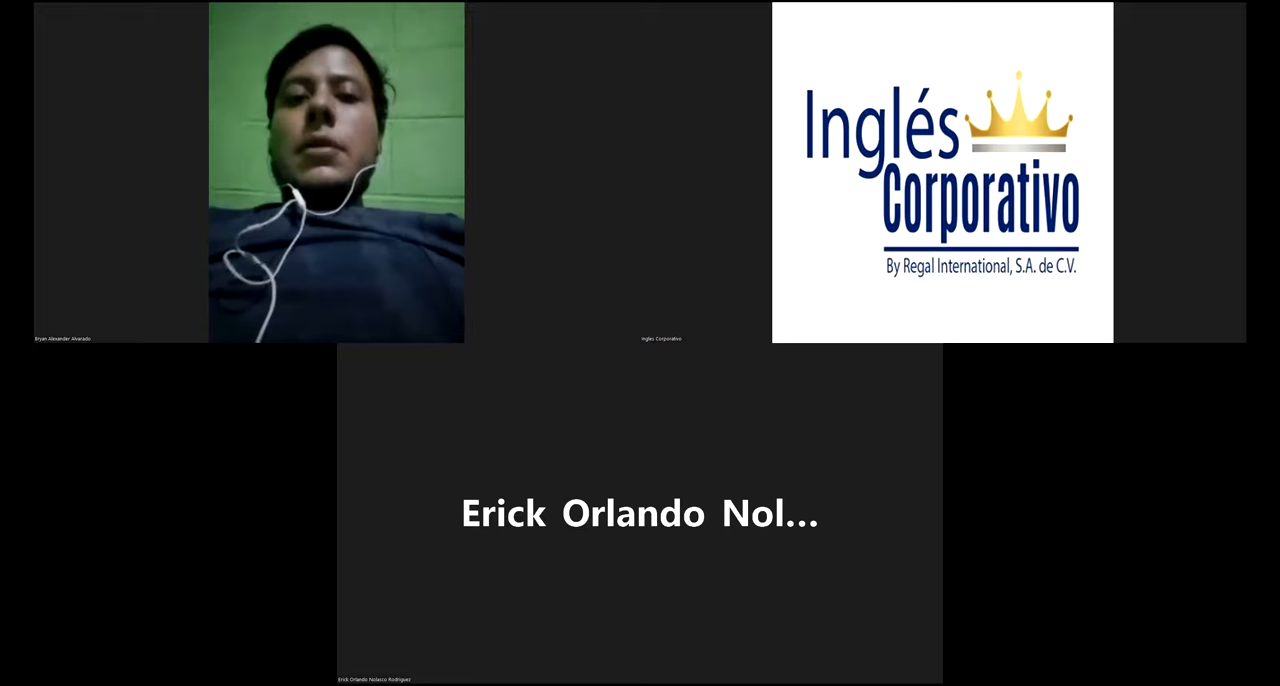 Inglés
Corporativo
By Regal International, S.A. de C.V.
Bryan Alexander Alvarado
Ingles Corporativo
Erick Orlando Nol...
Erick Orlando Nolasco Rodriguez